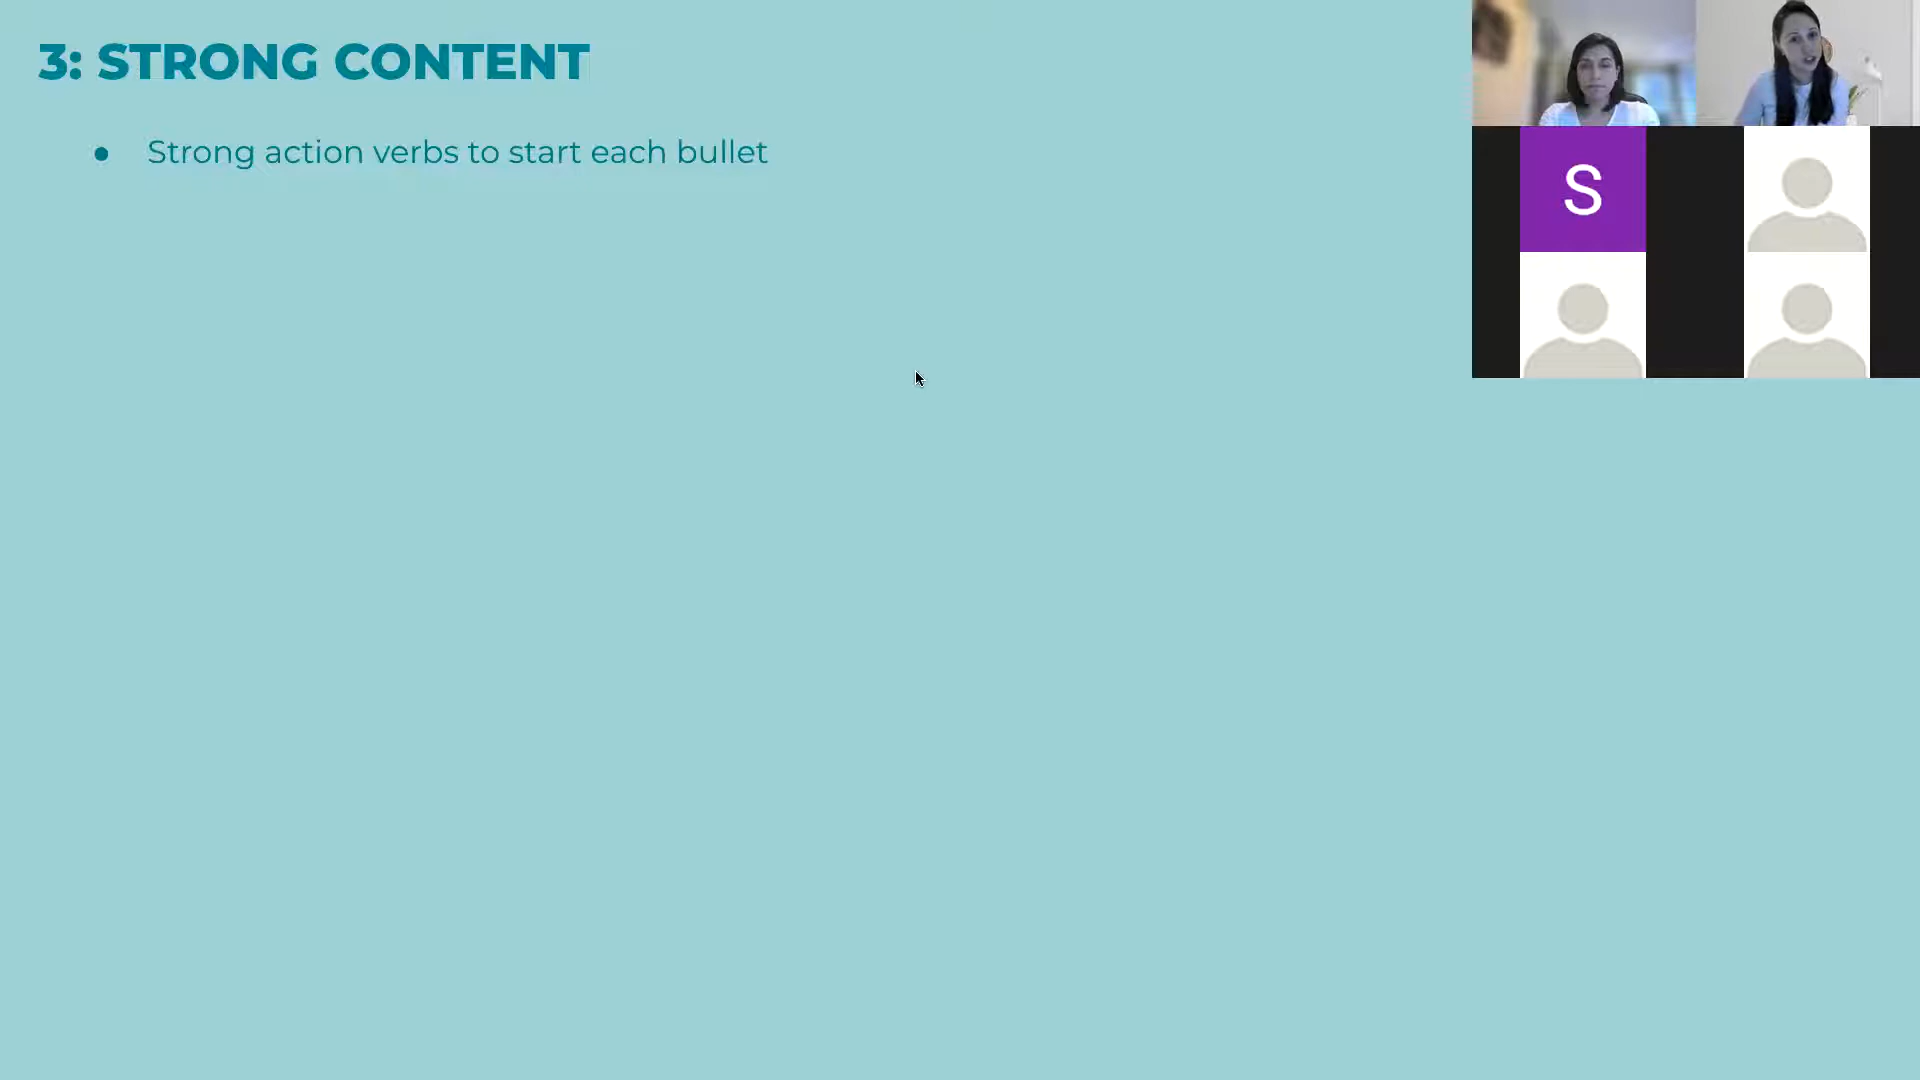 3: STRONG CONTENT
● Strong action verbs to start each bullet
S